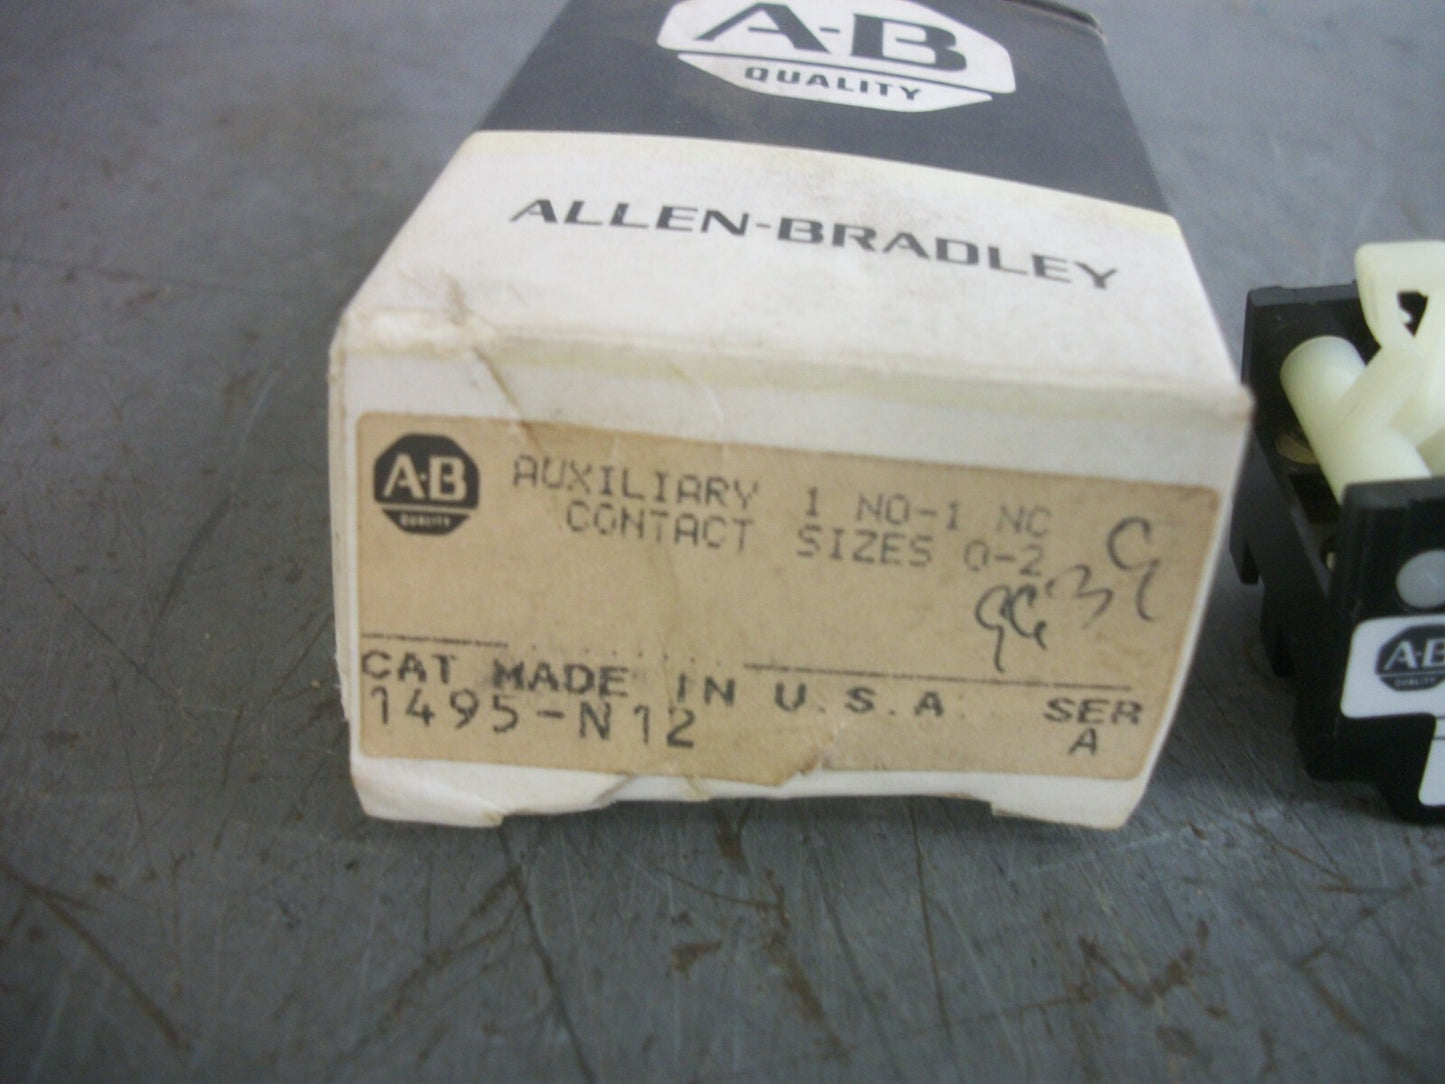 A-B
QUALITY
ALLEN-BRADLEY
A-B
QUALITY
AUXILIARY 1 NO-1 NC
CONTACT SIZES 0-2
CAT MADE IN U.S.A. SER
1495-N12 A
A-B
QUALITY